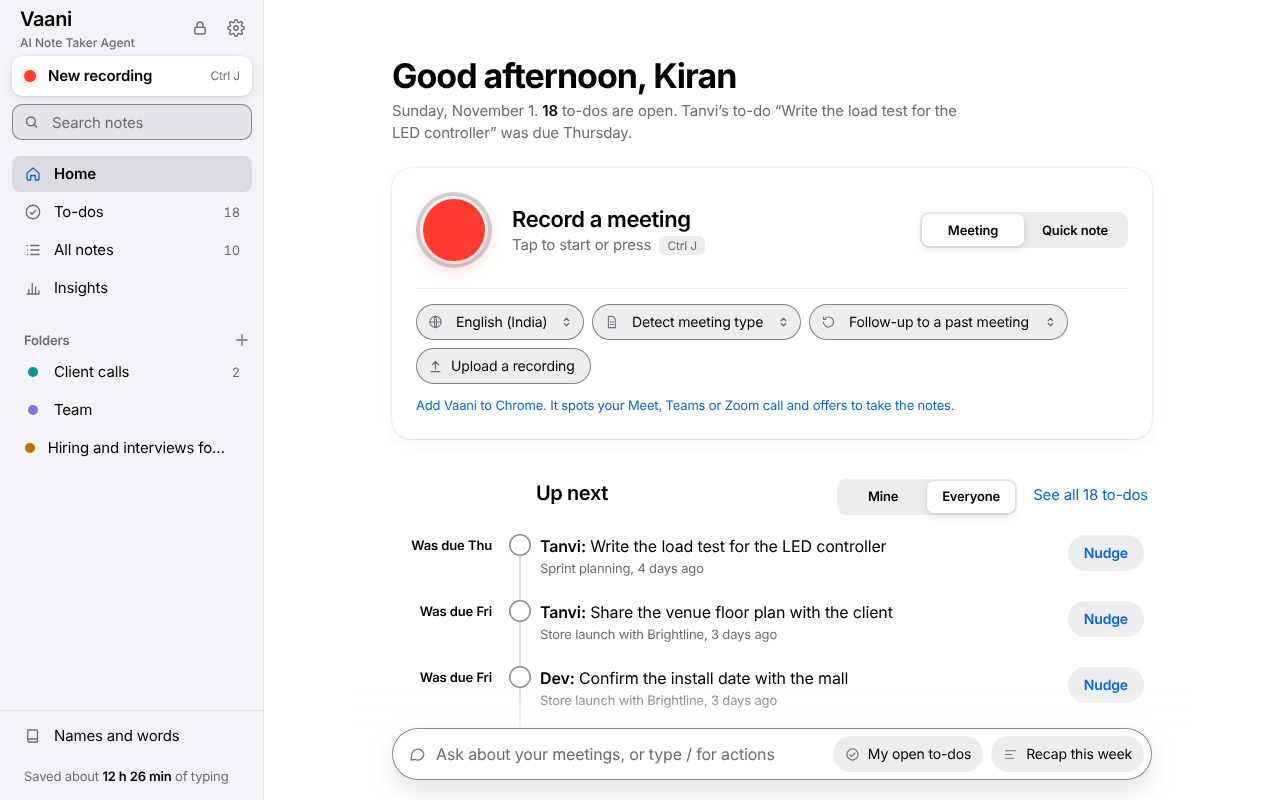 Vaani
AI Note Taker Agent
New recording
Ctrl J
Search notes
Home
To-dos
18
All notes
10
Insights
Folders
Client calls
2
Team
Hiring and interviews fo...
Names and words
Saved about 12 h 26 min of typing
Good afternoon, Kiran
Sunday, November 1. 18 to-dos are open. Tanvi’s to-do “Write the load test for the
LED controller” was due Thursday.
Record a meeting
Tap to start or press Ctrl J
Meeting
Quick note
English (India)
Detect meeting type
Follow-up to a past meeting
Upload a recording
Add Vaani to Chrome. It spots your Meet, Teams or Zoom call and offers to take the notes.
Up next
Mine
Everyone
See all 18 to-dos
Was due Thu
Tanvi: Write the load test for the LED controller
Sprint planning, 4 days ago
Nudge
Was due Fri
Tanvi: Share the venue floor plan with the client
Store launch with Brightline, 3 days ago
Nudge
Was due Fri
Dev: Confirm the install date with the mall
Store launch with Brightline, 3 days ago
Nudge
Ask about your meetings, or type / for actions
My open to-dos
Recap this week